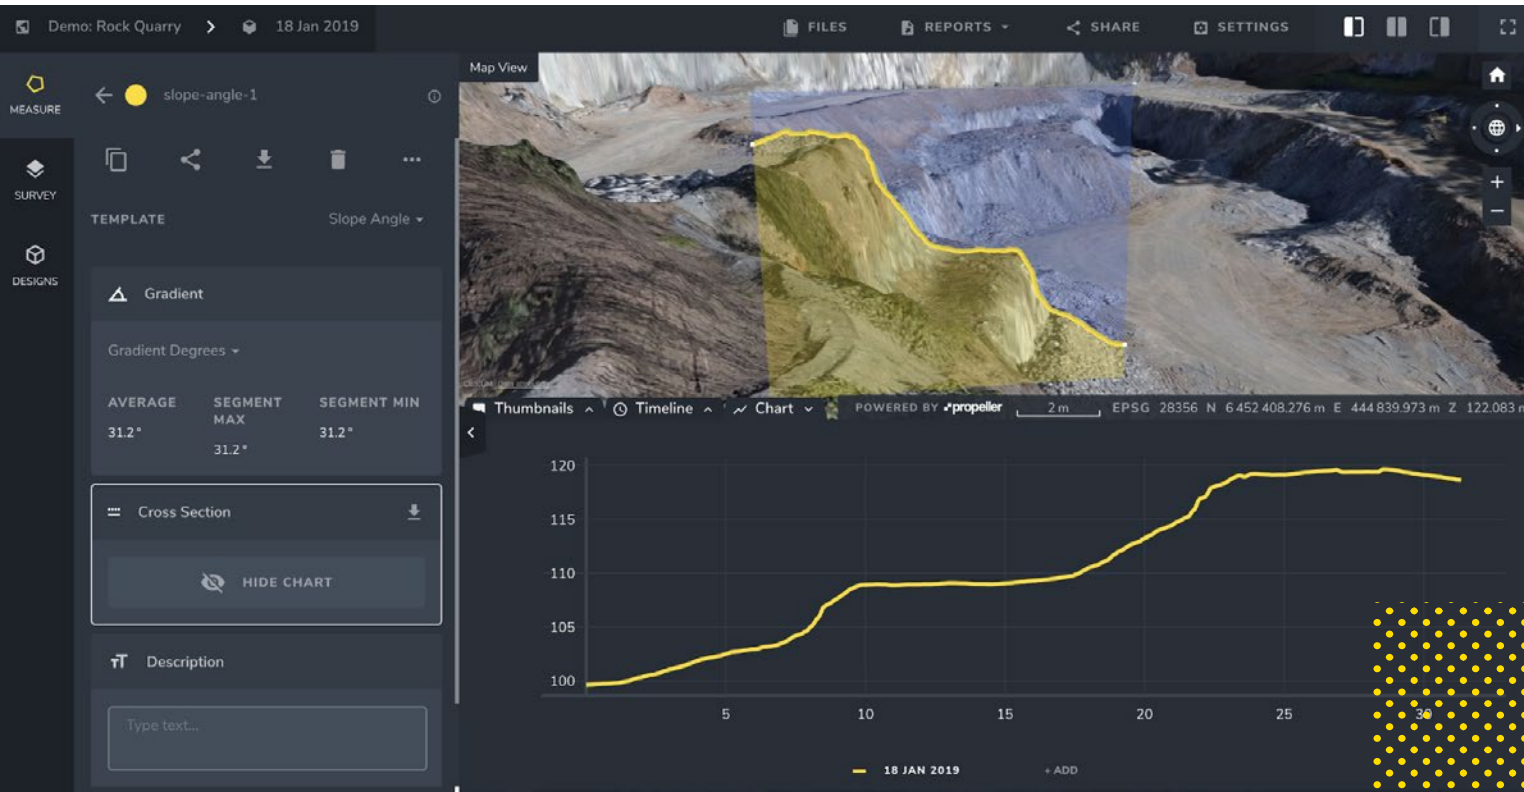 Demo: Rock Quarry
18 Jan 2019
FILES
REPORTS
SHARE
SETTINGS
MEASURE
SURVEY
DESIGNS
slope-angle-1
TEMPLATE
Slope Angle
Gradient
Gradient Degrees
AVERAGE
31.2°
SEGMENT
MAX
31.2°
SEGMENT MIN
31.2°
Cross Section
HIDE CHART
Description
Type text...
Map View
Thumbnails
Timeline
Chart
POWERED BY propeller
2 m
EPSG 28356 N 6 452 408.276 m E 444 839.973 m Z 122.083 m
120
115
110
105
100
5
10
15
20
25
30
18 JAN 2019
+ ADD